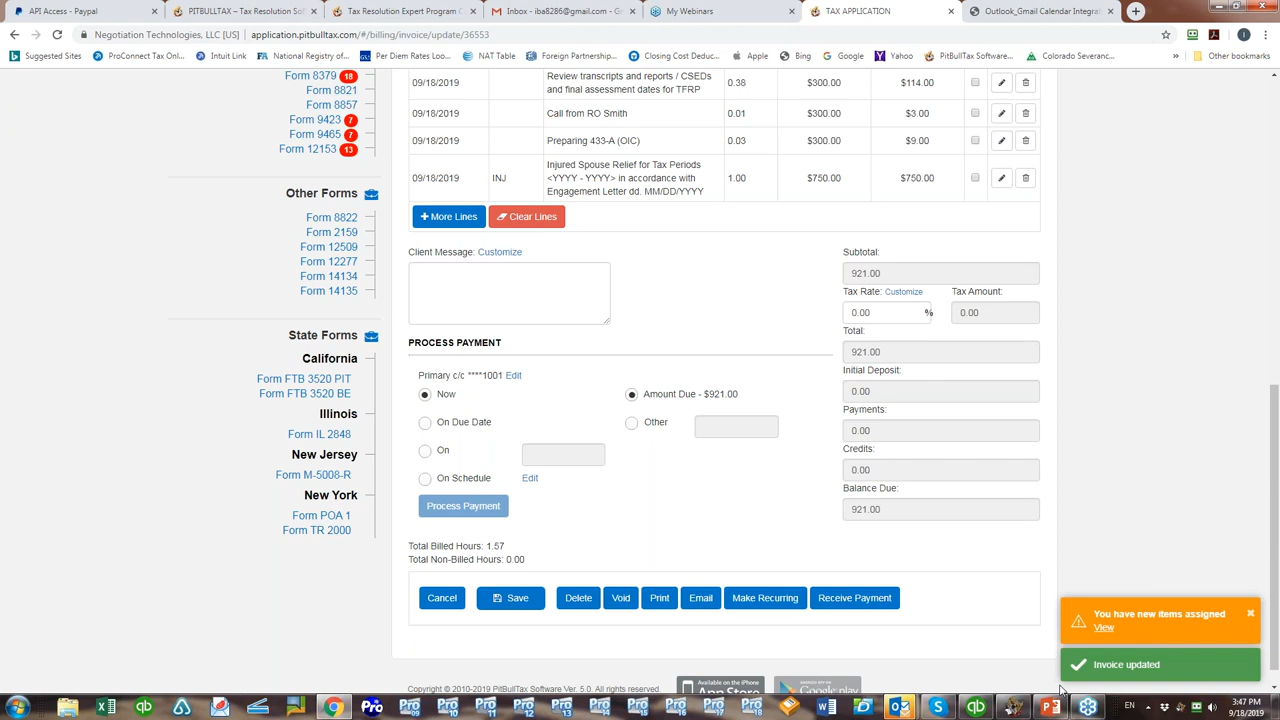 API Access - Paypal
PITBULLTAX – Tax Resolution Sof
Tax Resolution Expert Program C
Inbox - iba8286@gmail.com - G
My Webinars
TAX APPLICATION
Outlook_Gmail Calendar Integra
Negotiation Technologies, LLC [US] | application.pitbulltax.com/#/billing/invoice/update/36553
Suggested Sites
ProConnect Tax Onl...
Intuit Link
National Registry of...
Per Diem Rates Loo...
NAT Table
Foreign Partnership...
Closing Cost Deduc...
Apple
Bing
Google
Yahoo
PitBullTax Software...
Colorado Severanc...
» Other bookmarks
Form 8379 18
Form 8821
Form 8857
Form 9423 7
Form 9465 7
Form 12153 13
Other Forms
Form 8822
Form 2159
Form 12509
Form 12277
Form 14134
Form 14135
State Forms
California
Form FTB 3520 PIT
Form FTB 3520 BE
Illinois
Form IL 2848
New Jersey
Form M-5008-R
New York
Form POA 1
Form TR 2000
09/18/2019 Review transcripts and reports / CSEDs and final assessment dates for TFRP 0.38 $300.00 $114.00
09/18/2019 Call from RO Smith 0.01 $300.00 $3.00
09/18/2019 Preparing 433-A (OIC) 0.03 $300.00 $9.00
09/18/2019 INJ Injured Spouse Relief for Tax Periods <YYYY - YYYY> in accordance with Engagement Letter dd. MM/DD/YYYY 1.00 $750.00 $750.00
+ More Lines
Clear Lines
Client Message: Customize
PROCESS PAYMENT
Primary c/c ****1001 Edit
Now
Amount Due - $921.00
On Due Date
Other
On
On Schedule
Edit
Process Payment
Subtotal:
921.00
Tax Rate: Customize
Tax Amount:
0.00 %
0.00
Total:
921.00
Initial Deposit:
0.00
Payments:
0.00
Credits:
0.00
Balance Due:
921.00
Total Billed Hours: 1.57
Total Non-Billed Hours: 0.00
Cancel
Save
Delete
Void
Print
Email
Make Recurring
Receive Payment
You have new items assigned
View
Invoice updated
Copyright © 2010-2019 PitBullTax Software Ver. 5.0. All rights reserved.
Available on the iPhone
App Store
Google play
EN
3:47 PM
9/18/2019